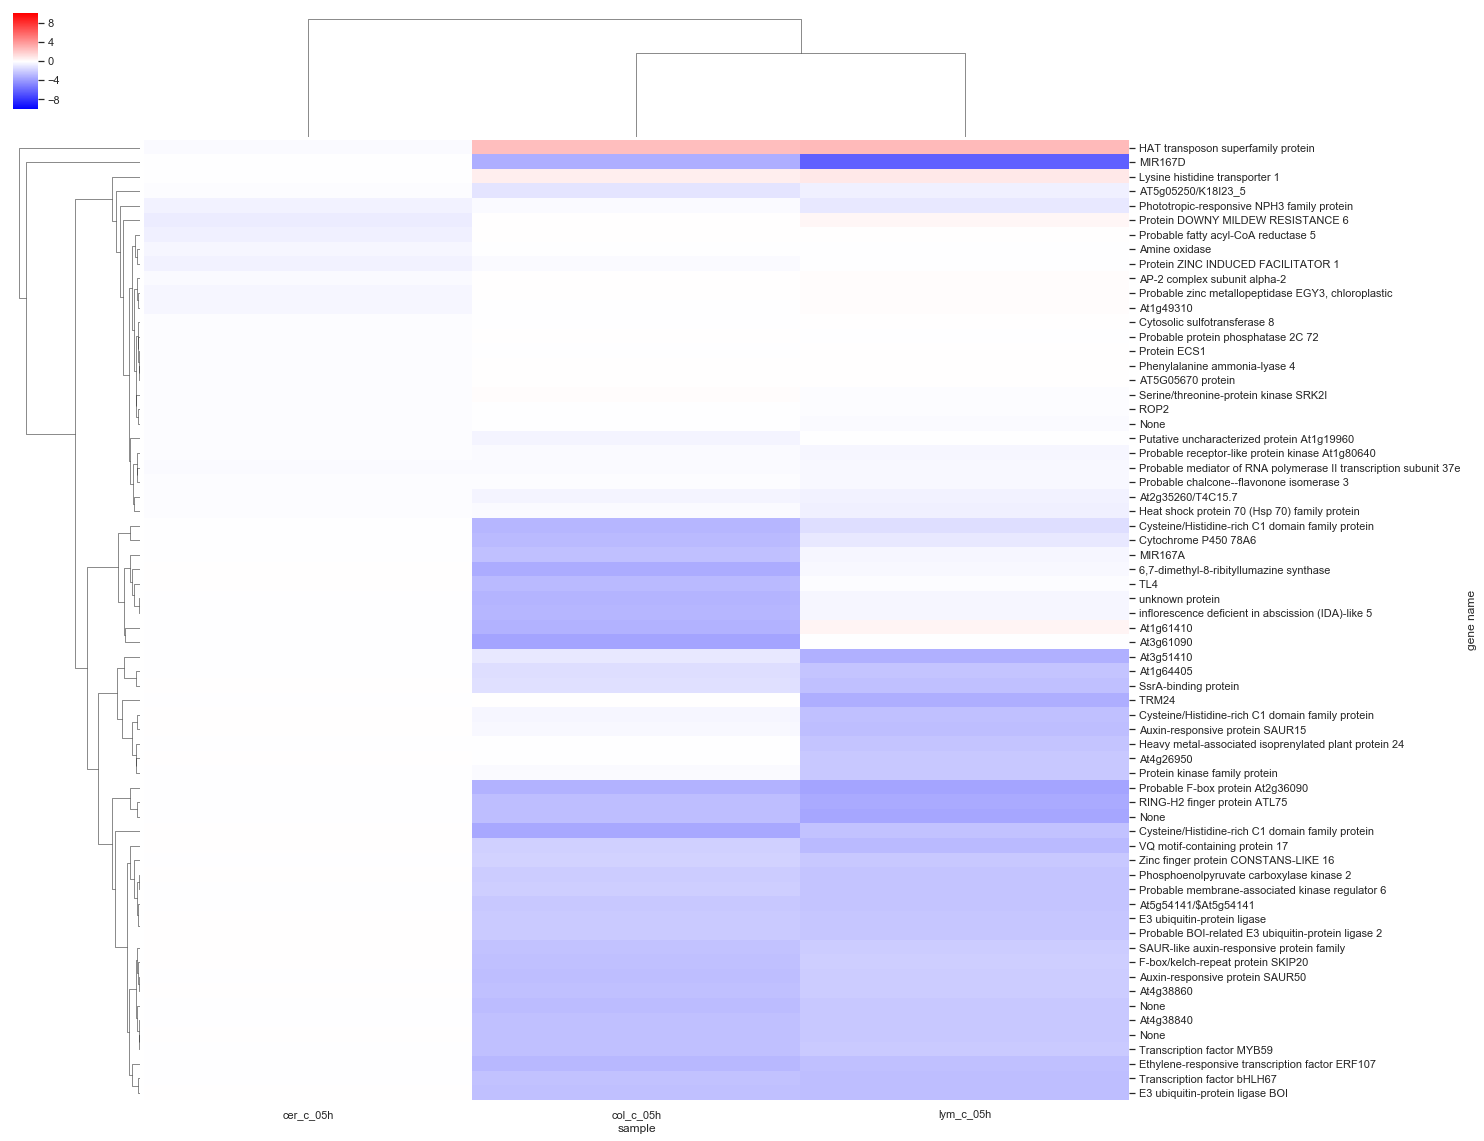 8
4
0
−4
−8
HAT transposon superfamily protein
MIR167D
Lysine histidine transporter 1
AT5g05250/K18I23_5
Phototropic-responsive NPH3 family protein
Protein DOWNY MILDEW RESISTANCE 6
Probable fatty acyl-CoA reductase 5
Amine oxidase
Protein ZINC INDUCED FACILITATOR 1
AP-2 complex subunit alpha-2
Probable zinc metallopeptidase EGY3, chloroplastic
At1g49310
Cytosolic sulfotransferase 8
Probable protein phosphatase 2C 72
Protein ECS1
Phenylalanine ammonia-lyase 4
AT5G05670 protein
Serine/threonine-protein kinase SRK2I
ROP2
None
Putative uncharacterized protein At1g19960
Probable receptor-like protein kinase At1g80640
Probable mediator of RNA polymerase II transcription subunit 37e
Probable chalcone--flavonone isomerase 3
At2g35260/T4C15.7
Heat shock protein 70 (Hsp 70) family protein
Cysteine/Histidine-rich C1 domain family protein
Cytochrome P450 78A6
MIR167A
6,7-dimethyl-8-ribityllumazine synthase
TL4
unknown protein
inflorescence deficient in abscission (IDA)-like 5
At1g61410
At3g61090
At3g51410
At1g64405
SsrA-binding protein
TRM24
Cysteine/Histidine-rich C1 domain family protein
Auxin-responsive protein SAUR15
Heavy metal-associated isoprenylated plant protein 24
At4g26950
Protein kinase family protein
Probable F-box protein At2g36090
RING-H2 finger protein ATL75
None
Cysteine/Histidine-rich C1 domain family protein
VQ motif-containing protein 17
Zinc finger protein CONSTANS-LIKE 16
Phosphoenolpyruvate carboxylase kinase 2
Probable membrane-associated kinase regulator 6
At5g54141/$At5g54141
E3 ubiquitin-protein ligase
Probable BOI-related E3 ubiquitin-protein ligase 2
SAUR-like auxin-responsive protein family
F-box/kelch-repeat protein SKIP20
Auxin-responsive protein SAUR50
At4g38860
None
At4g38840
None
Transcription factor MYB59
Ethylene-responsive transcription factor ERF107
Transcription factor bHLH67
E3 ubiquitin-protein ligase BOI
gene name
cer_c_05h
col_c_05h
lym_c_05h
sample